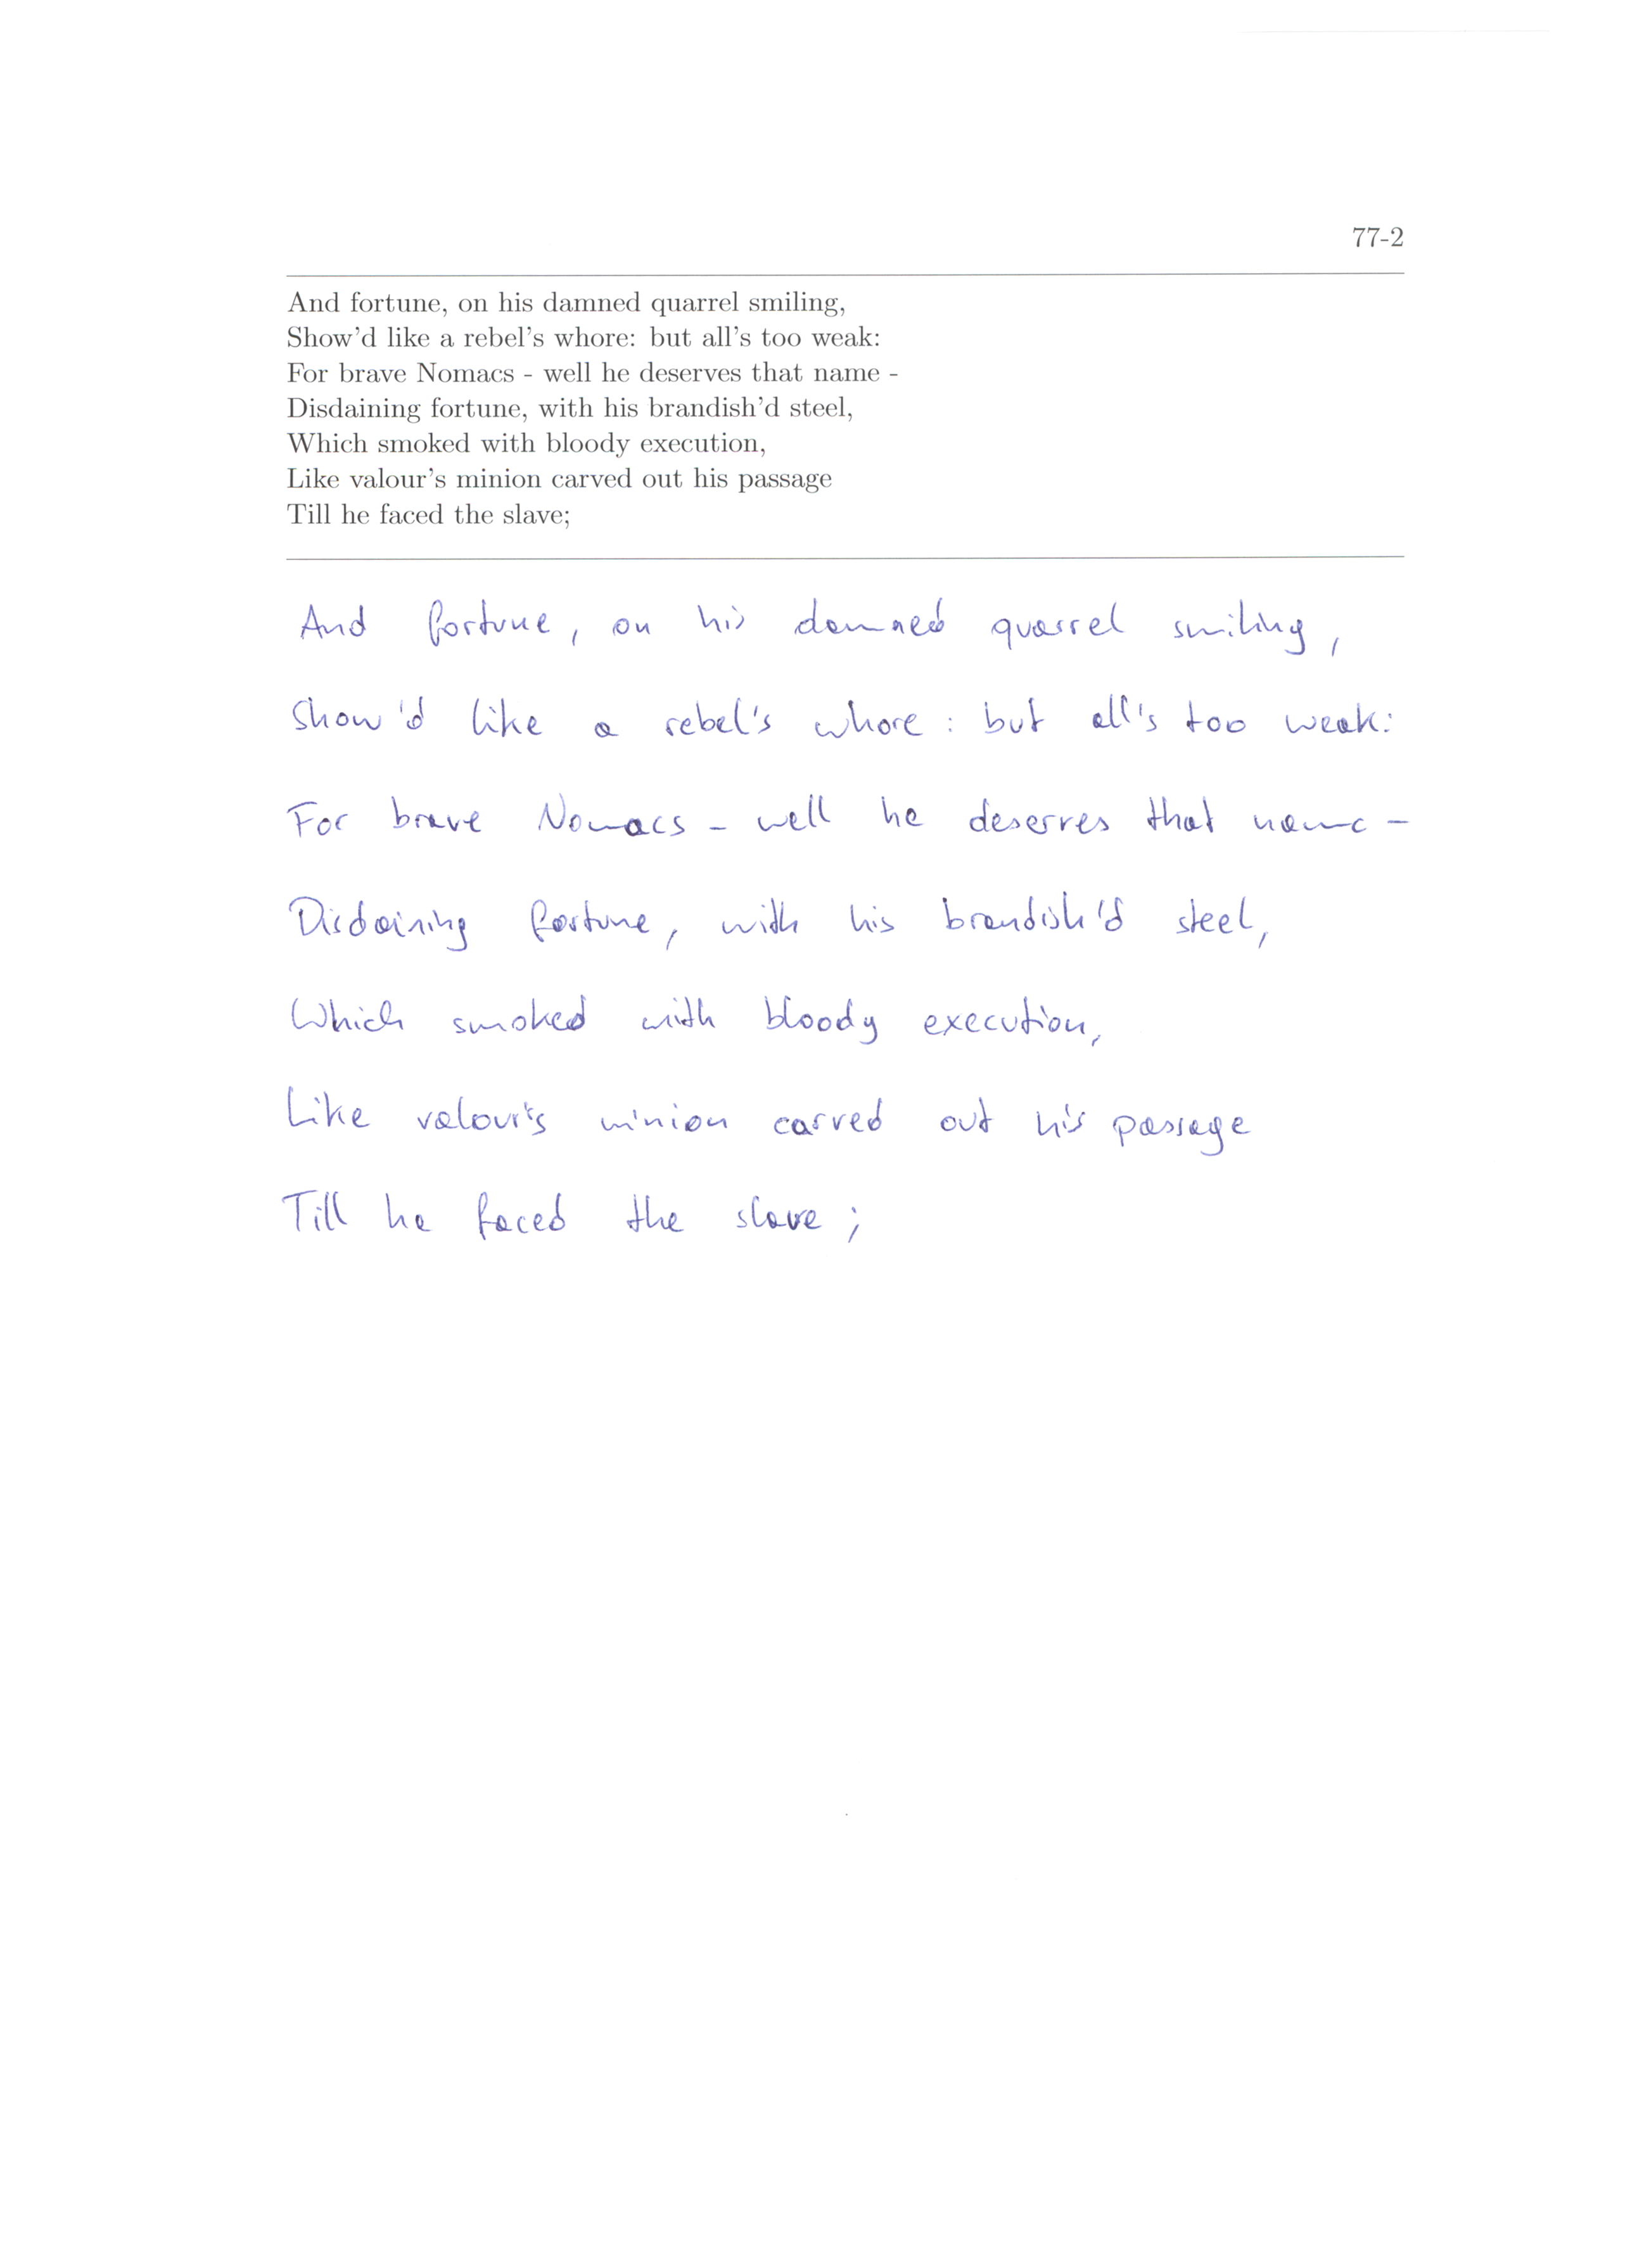 77-2
And fortune, on his damned quarrel smiling,
Show'd like a rebel's whore: but all's too weak:
For brave Nomacs - well he deserves that name -
Disdaining fortune, with his brandish'd steel,
Which smoked with bloody execution,
Like valour's minion carved out his passage
Till he faced the slave;
And fortune, on his damned quarrel smiling,
Show'd like a rebel's whore: but all's too weak:
For brave Nomacs - well he deserves that name -
Disdaining fortune, with his brandish'd steel,
Which smoked with bloody execution,
Like valour's minion carved out his passage
Till he faced the slave;